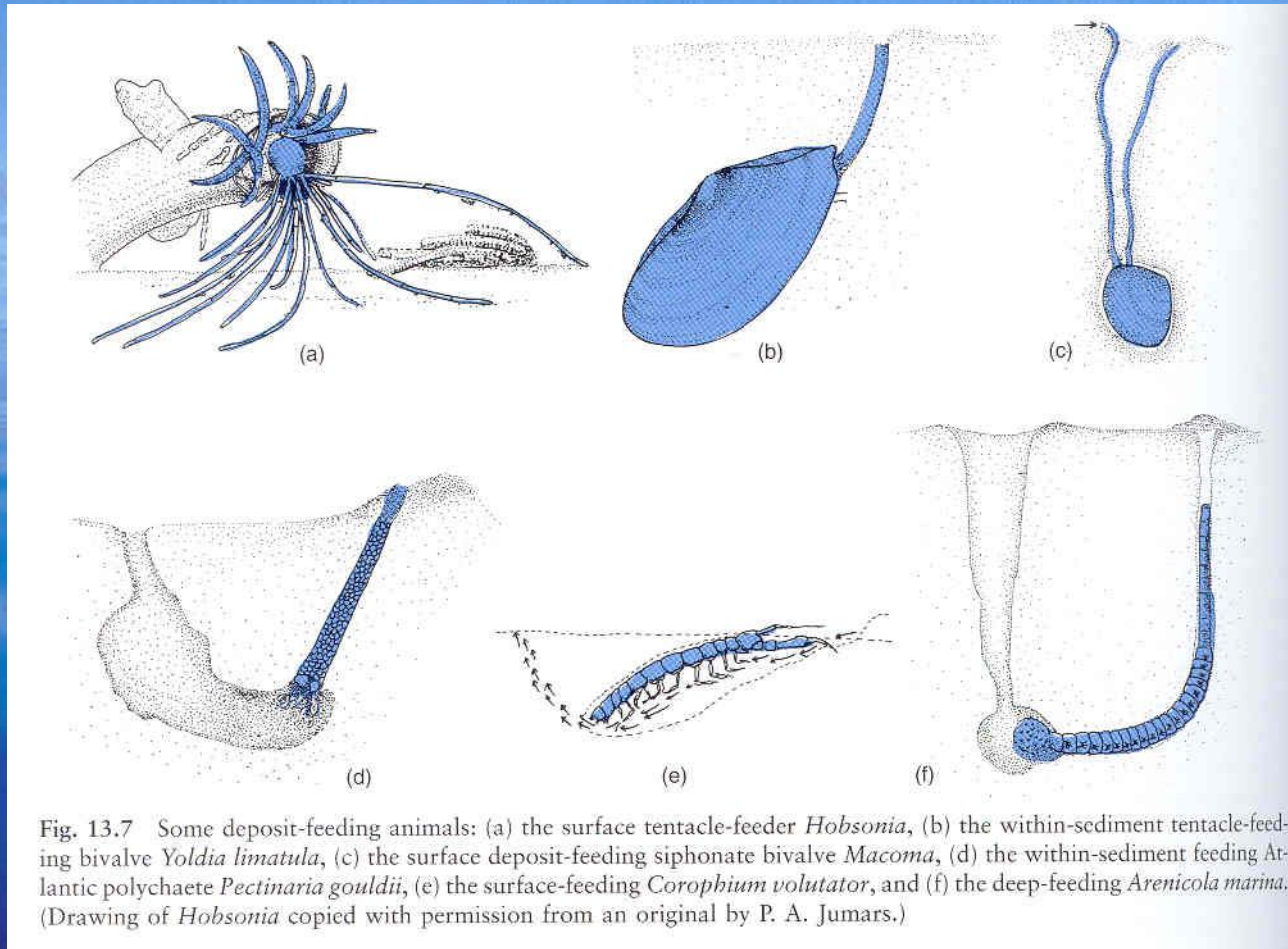 (a)
(b)
(c)
(d)
(e)
(f)
Fig. 13.7 Some deposit-feeding animals: (a) the surface tentacle-feeder Hobsonia, (b) the within-sediment tentacle-feed-
ing bivalve Yoldia limatula, (c) the surface deposit-feeding siphonate bivalve Macoma, (d) the within-sediment feeding At-
lantic polychaete Pectinaria gouldii, (e) the surface-feeding Corophium volutator, and (f) the deep-feeding Arenicola marina.
(Drawing of Hobsonia copied with permission from an original by P. A. Jumars.)